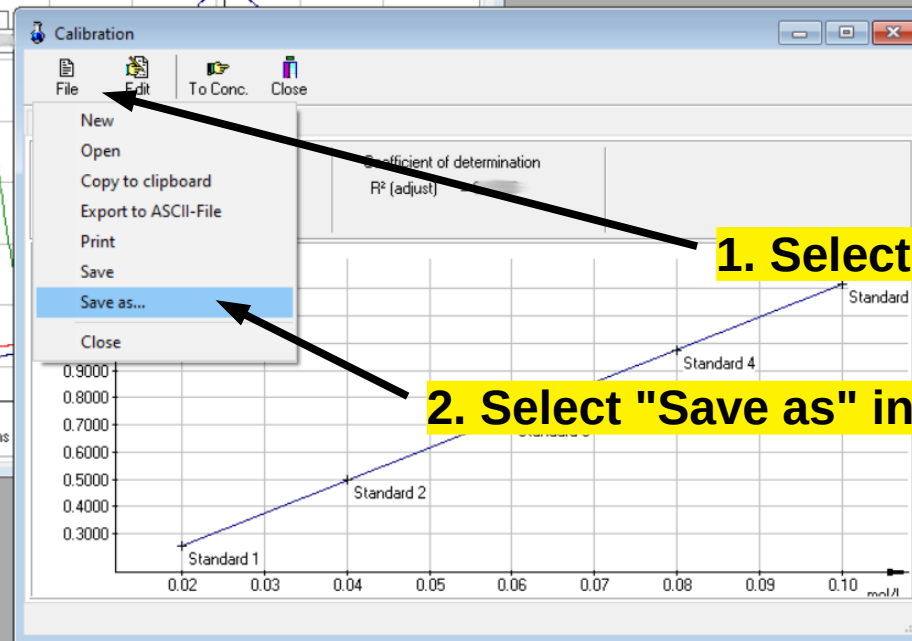 Calibration
File Edit To Conc. Close
New
Open
Copy to clipboard
Export to ASCII-File
Print
Save
Save as...
Close
Coefficient of determination
R² (adjust)
1. Select
2. Select "Save as" in
Standard
Standard 4
Standard 2
Standard 1
0.9000
0.8000
0.7000
0.6000
0.5000
0.4000
0.3000
0.02 0.03 0.04 0.05 0.06 0.07 0.08 0.09 0.10 mol/l